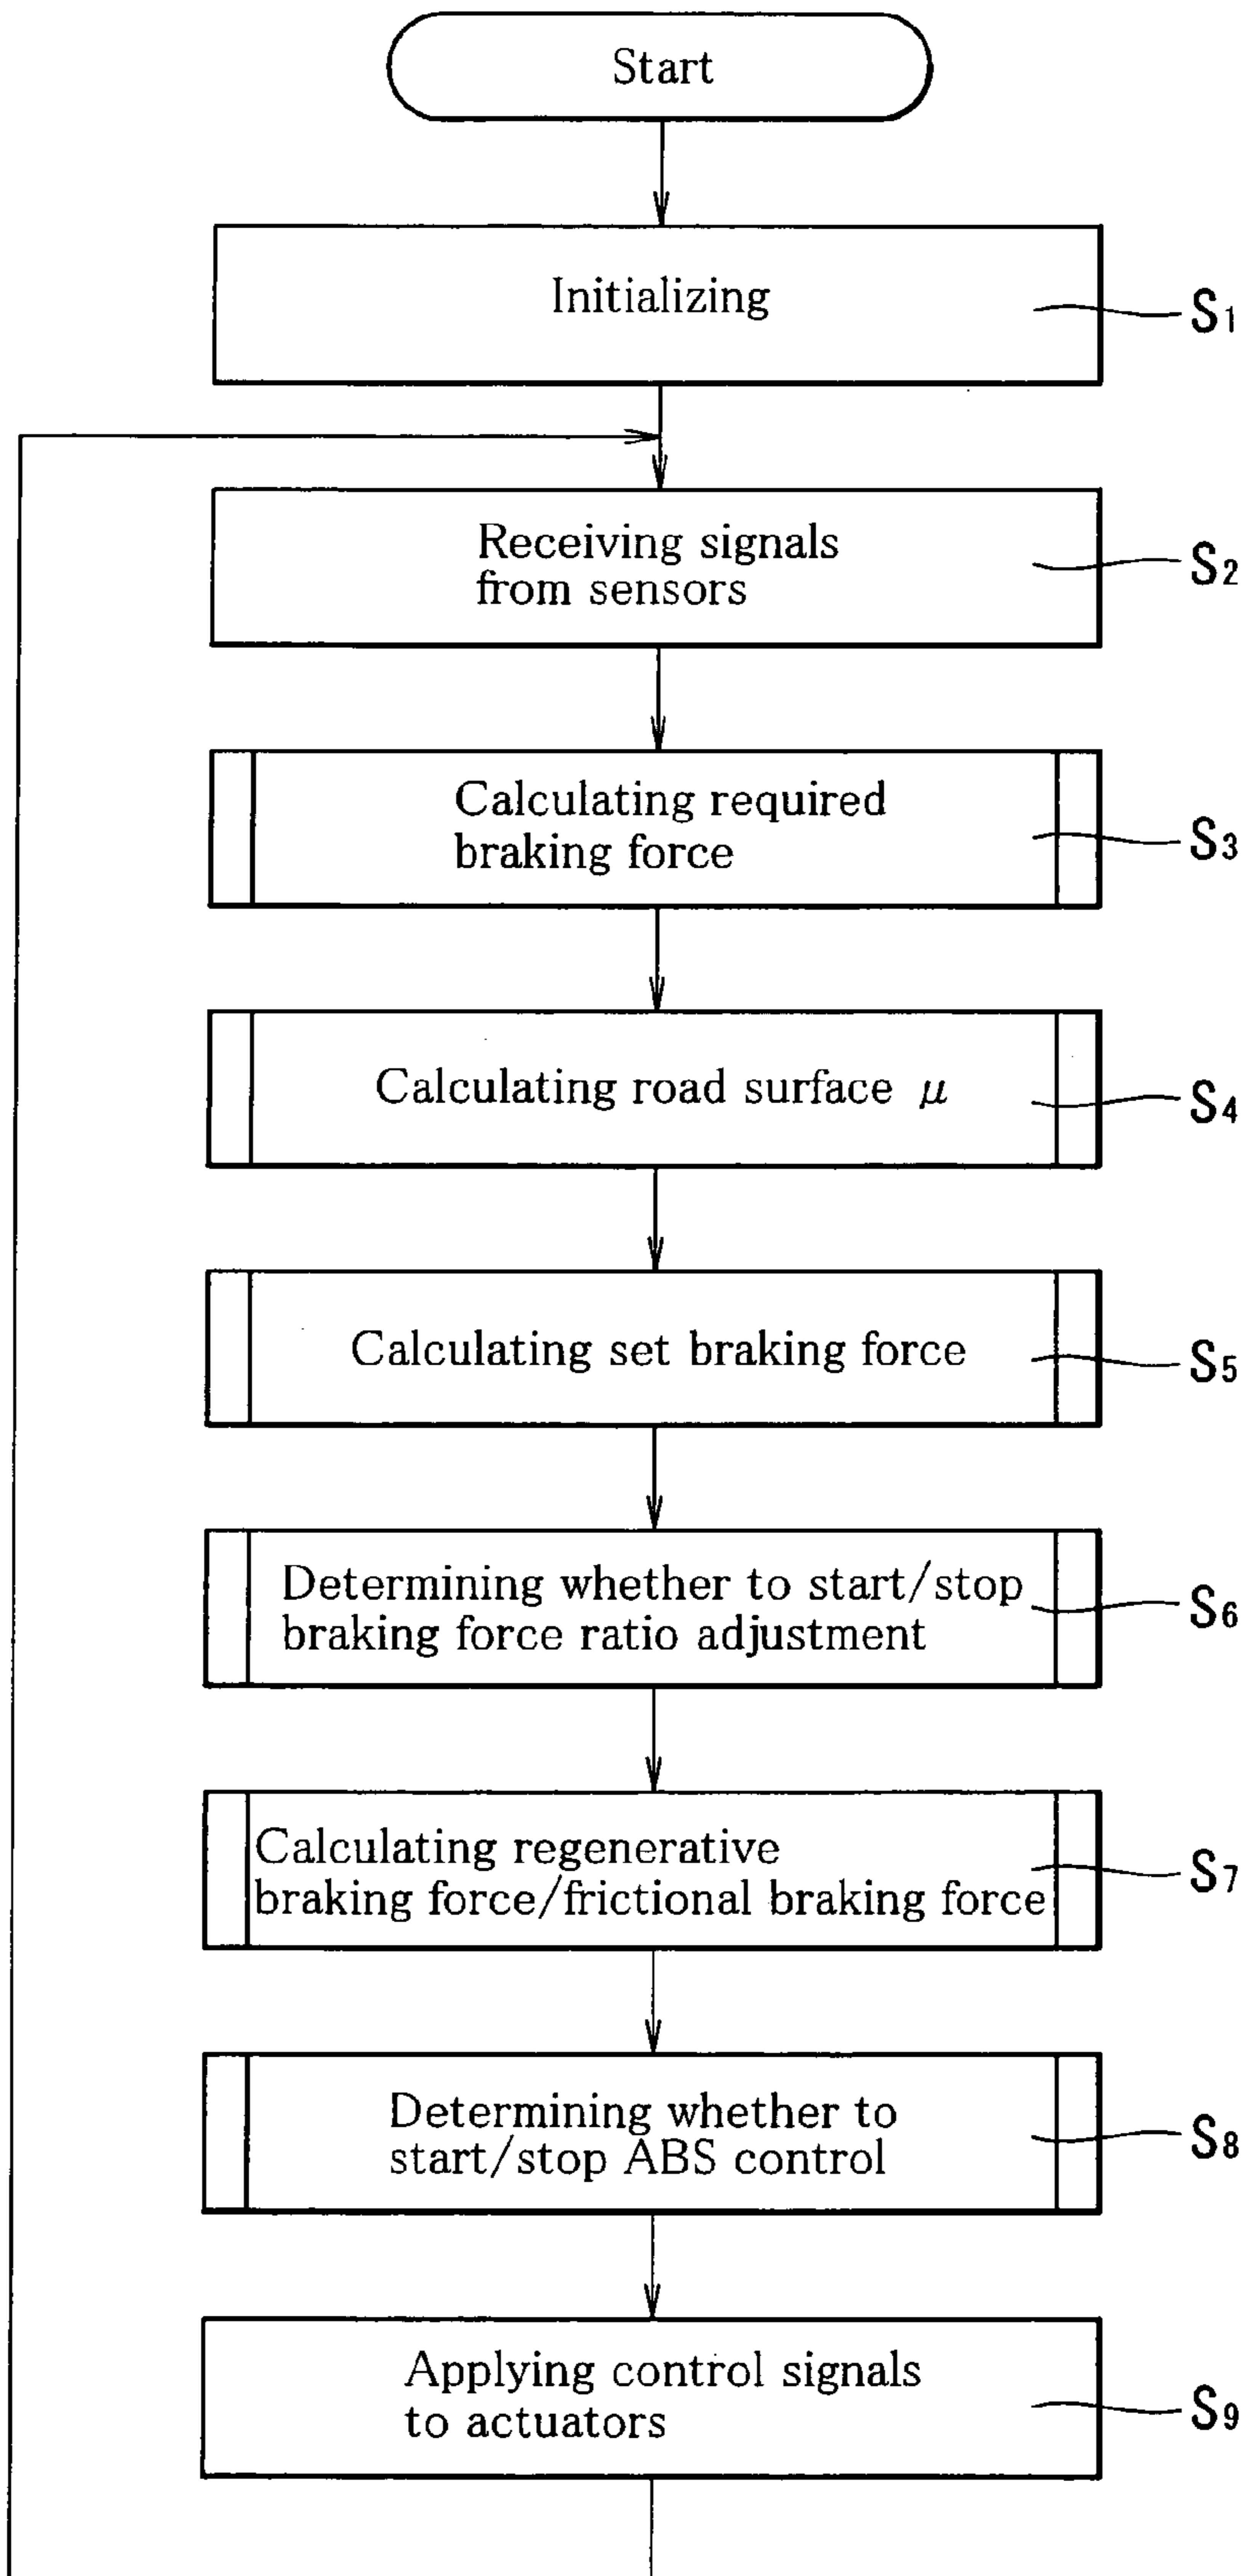 Start
Initializing
S1
Receiving signals
from sensors
S2
Calculating required
braking force
S3
Calculating road surface μ
S4
Calculating set braking force
S5
Determining whether to start/stop
braking force ratio adjustment
S6
Calculating regenerative
braking force/frictional braking force
S7
Determining whether to
start/stop ABS control
S8
Applying control signals
to actuators
S9